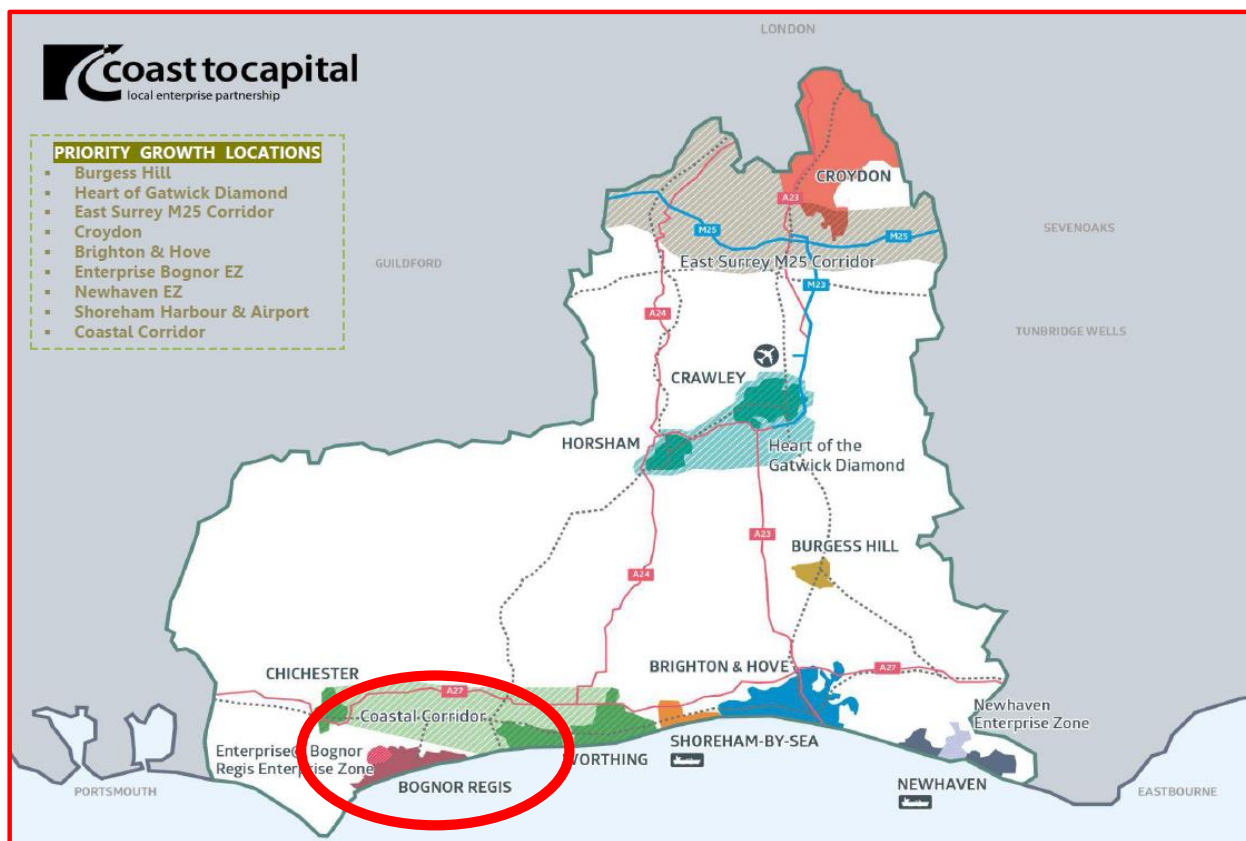 LONDON
coast to capital
local enterprise partnership
PRIORITY GROWTH LOCATIONS
▪ Burgess Hill
▪ Heart of Gatwick Diamond
▪ East Surrey M25 Corridor
▪ Croydon
▪ Brighton & Hove
▪ Enterprise Bognor EZ
▪ Newhaven EZ
▪ Shoreham Harbour & Airport
▪ Coastal Corridor
CROYDON
A23
M25
M25
SEVENOAKS
GUILDFORD
East Surrey M25 Corridor
M23
A24
TUNBRIDGE WELLS
CRAWLEY
HORSHAM
Heart of the
Gatwick Diamond
A23
BURGESS HILL
A24
CHICHESTER
BRIGHTON & HOVE
A27
A27
Coastal Corridor
Newhaven
Enterprise Zone
Enterprise@ Bognor
Regis Enterprise Zone
SHOREHAM-BY-SEA
WORTHING
BOGNOR REGIS
NEWHAVEN
PORTSMOUTH
EASTBOURNE